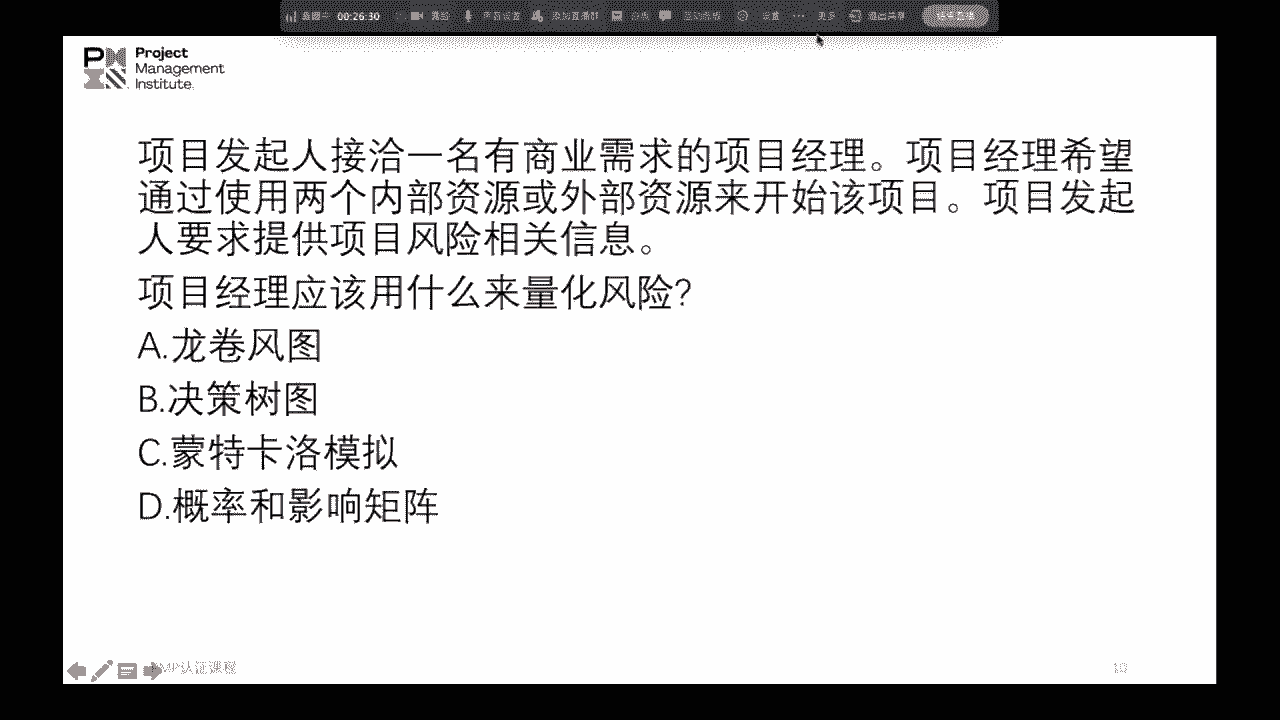 00:26:30
Project
Management
Institute.
项目发起人接洽一名有商业需求的项目经理。项目经理希望
通过使用两个内部资源或外部资源来开始该项目。项目发起
人要求提供项目风险相关信息。
项目经理应该用什么来量化风险?
A.龙卷风图
B.决策树图
C.蒙特卡洛模拟
D.概率和影响矩阵
MP认证课程